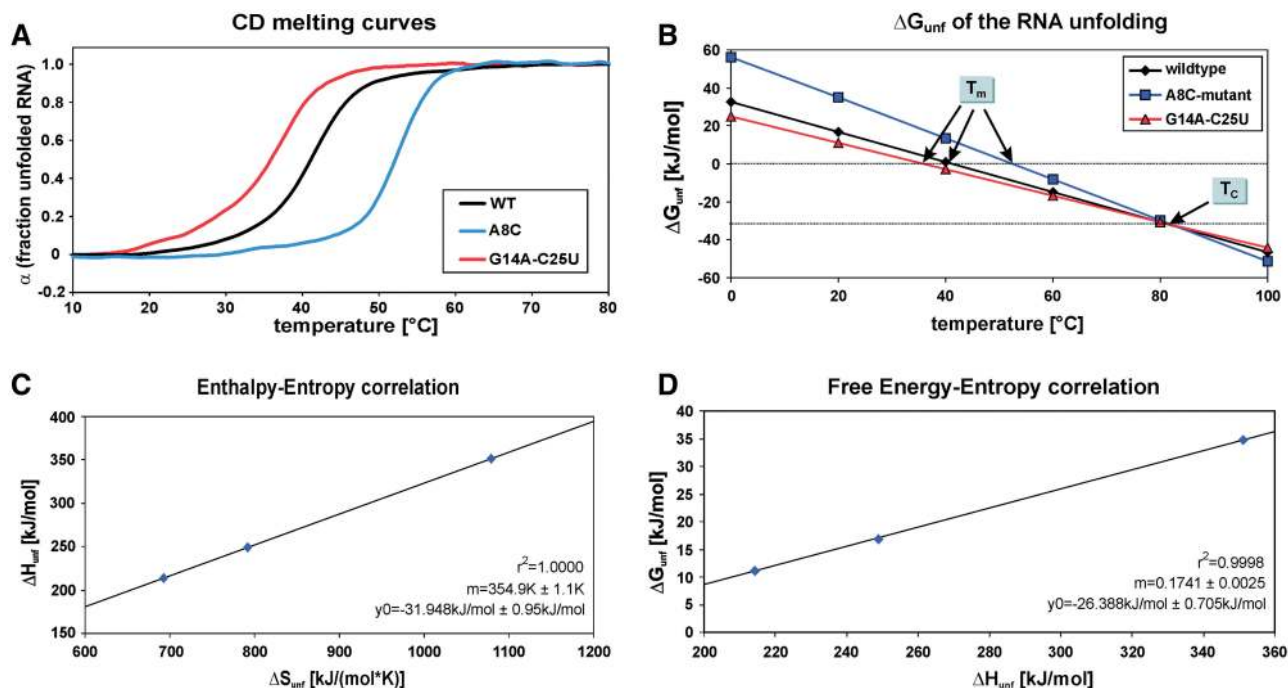 A
CD melting curves
α (fraction unfolded RNA)
1.0
0.8
0.6
0.4
0.2
0
-0.2
WT
A8C
G14A-C25U
10 20 30 40 50 60 70 80
temperature [°C]
B
ΔGunf of the RNA unfolding
ΔGunf [kJ/mol]
60
40
20
0
-20
-40
-60
Tm
TC
wildtype
A8C-mutant
G14A-C25U
0 20 40 60 80 100
temperature [°C]
C
Enthalpy-Entropy correlation
ΔHunf [kJ/mol]
400
350
300
250
200
150
r²=1.0000
m=354.9K ± 1.1K
y0=-31.948kJ/mol ± 0.95kJ/mol
600 700 800 900 1000 1100 1200
ΔSunf [kJ/(mol*K)]
D
Free Energy-Entropy correlation
ΔGunf [kJ/mol]
40
35
30
25
20
15
10
5
0
r²=0.9998
m=0.1741 ± 0.0025
y0=-26.388kJ/mol ± 0.705kJ/mol
200 220 240 260 280 300 320 340 360
ΔHunf [kJ/mol]